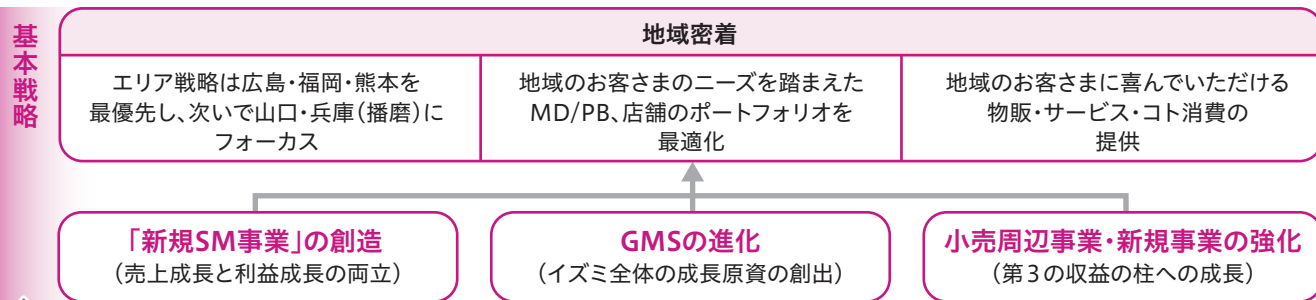 基本戦略
地域密着
エリア戦略は広島・福岡・熊本を
最優先し、次いで山口・兵庫（播磨）に
フォーカス
地域のお客さまのニーズを踏まえた
MD/PB、店舗のポートフォリオを
最適化
地域のお客さまに喜んでいただける
物販・サービス・コト消費の
提供
「新規SM事業」の創造
（売上成長と利益成長の両立）
GMSの進化
（イズミ全体の成長原資の創出）
小売周辺事業・新規事業の強化
（第3の収益の柱への成長）